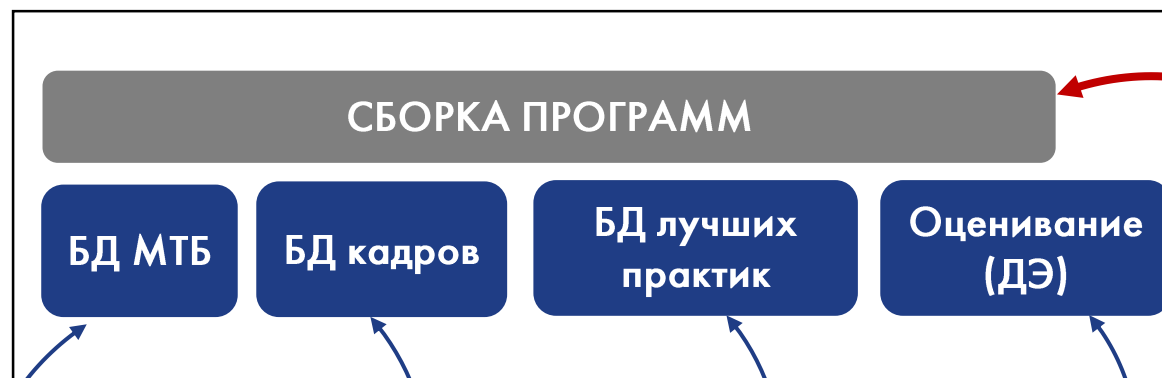 СБОРКА ПРОГРАММ
БД МТБ
БД кадров
БД лучших
практик
Оценивание
(ДЭ)